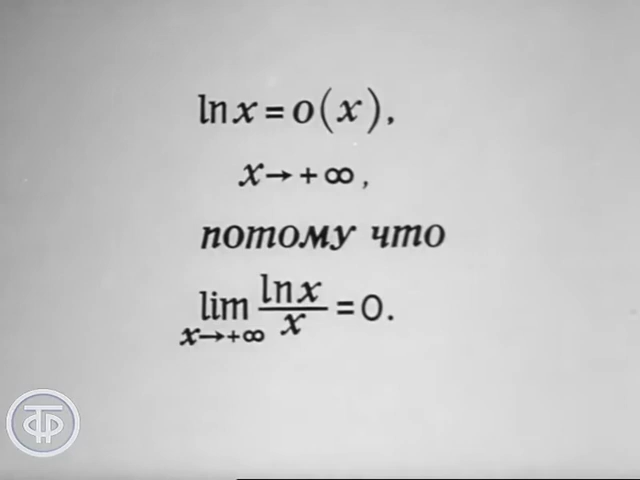 ln x = o(x),
x → + ∞,
потому что
lim ln x / x = 0.
x → +∞